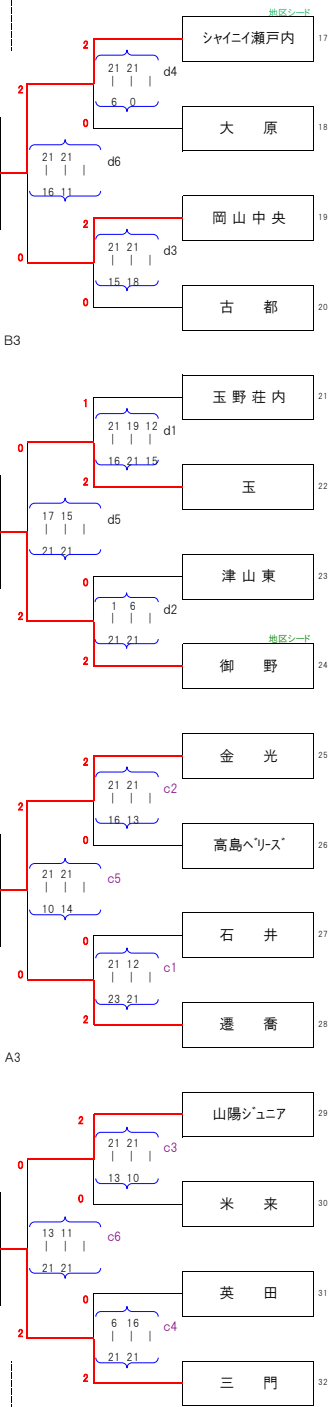 地区シード
2
シャイニイ瀬戸内 17
21 21
d4
2
6 0
0
大 原 18
21 21
d6
16 11
岡山中央 19
2
21 21
d3
0
15 18
0
古 都 20
B3
玉野荘内 21
1
21 19 12
d1
0
16 21 15
2
玉 22
17 15
d5
21 21
津山東 23
0
1 6
d2
2
21 21
地区シード
2
御 野 24
金 光 25
2
21 21
c2
2
16 13
0
高島ベリーズ 26
21 21
c5
10 14
石 井 27
0
21 12
c1
0
23 21
2
遷 喬 28
A3
山陽ジュニア 29
2
21 21
c3
0
13 10
0
米 来 30
13 11
c6
21 21
英 田 31
0
6 16
c4
2
21 21
2
三 門 32